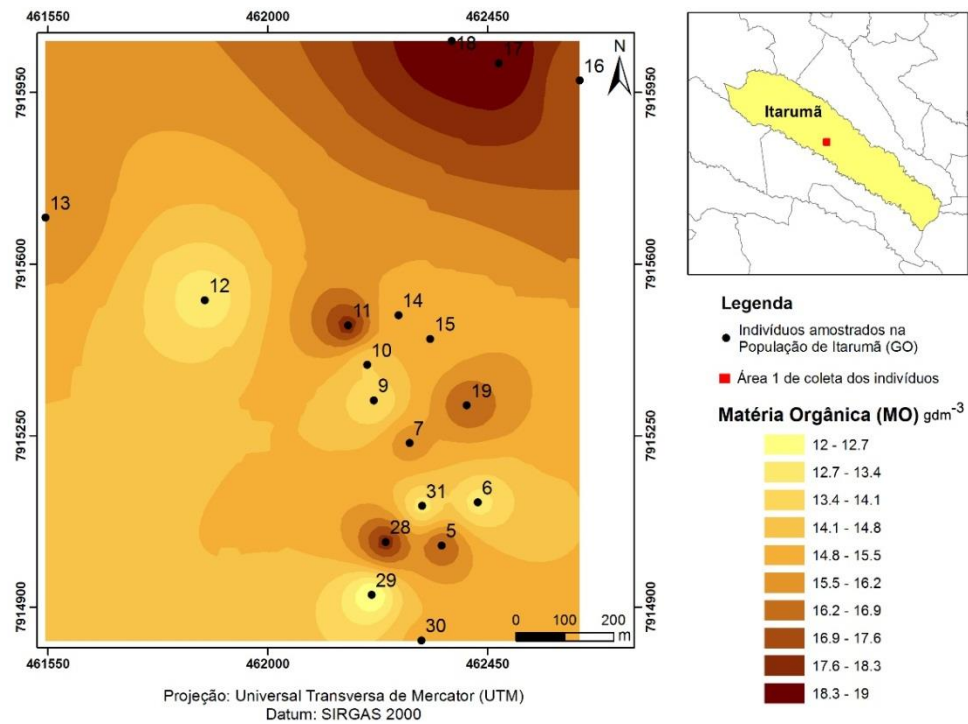 461550 462000 462450
7915950
7915600
7915250
7914900
7915950
7915600
7915250
7914900
N
18
17
16
13
12
11
14
15
10
9
19
7
6
31
28
5
29
30
0 100 200
m
461550 462000 462450
Projeção: Universal Transversa de Mercator (UTM)
Datum: SIRGAS 2000
Itarumã
Legenda
Indivíduos amostrados na
População de Itarumã (GO)
Área 1 de coleta dos indivíduos
Matéria Orgânica (MO) gdm-3
12 - 12.7
12.7 - 13.4
13.4 - 14.1
14.1 - 14.8
14.8 - 15.5
15.5 - 16.2
16.2 - 16.9
16.9 - 17.6
17.6 - 18.3
18.3 - 19